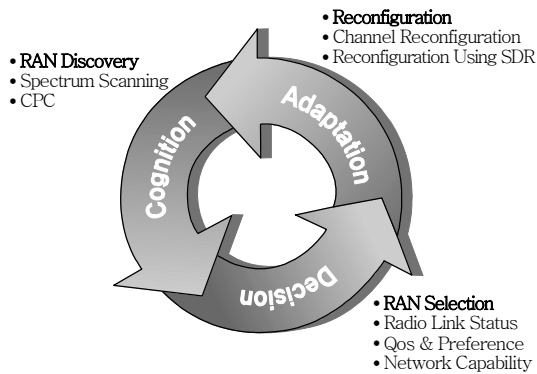 • Reconfiguration
• Channel Reconfiguration
• Reconfiguration Using SDR
• RAN Discovery
• Spectrum Scanning
• CPC
Adaptation
Cognition
Decision
• RAN Selection
• Radio Link Status
• Qos & Preference
• Network Capability